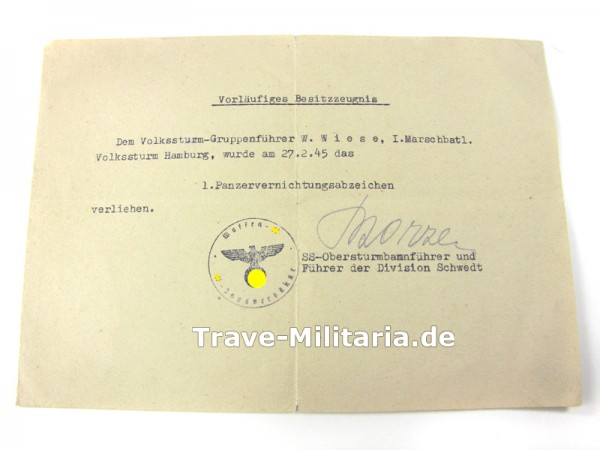 Vorläufiges Besitzzeugnis
Dem Volkssturm-Gruppenführer W. W i e s e, I.Marschbatl.
Volkssturm Hamburg, wurde am 27.2.45 das
1.Panzervernichtungsabzeichen
verliehen.
Waffen-
SS-Obersturmbannführer und
Führer der Division Schwedt
Trave-Militaria.de